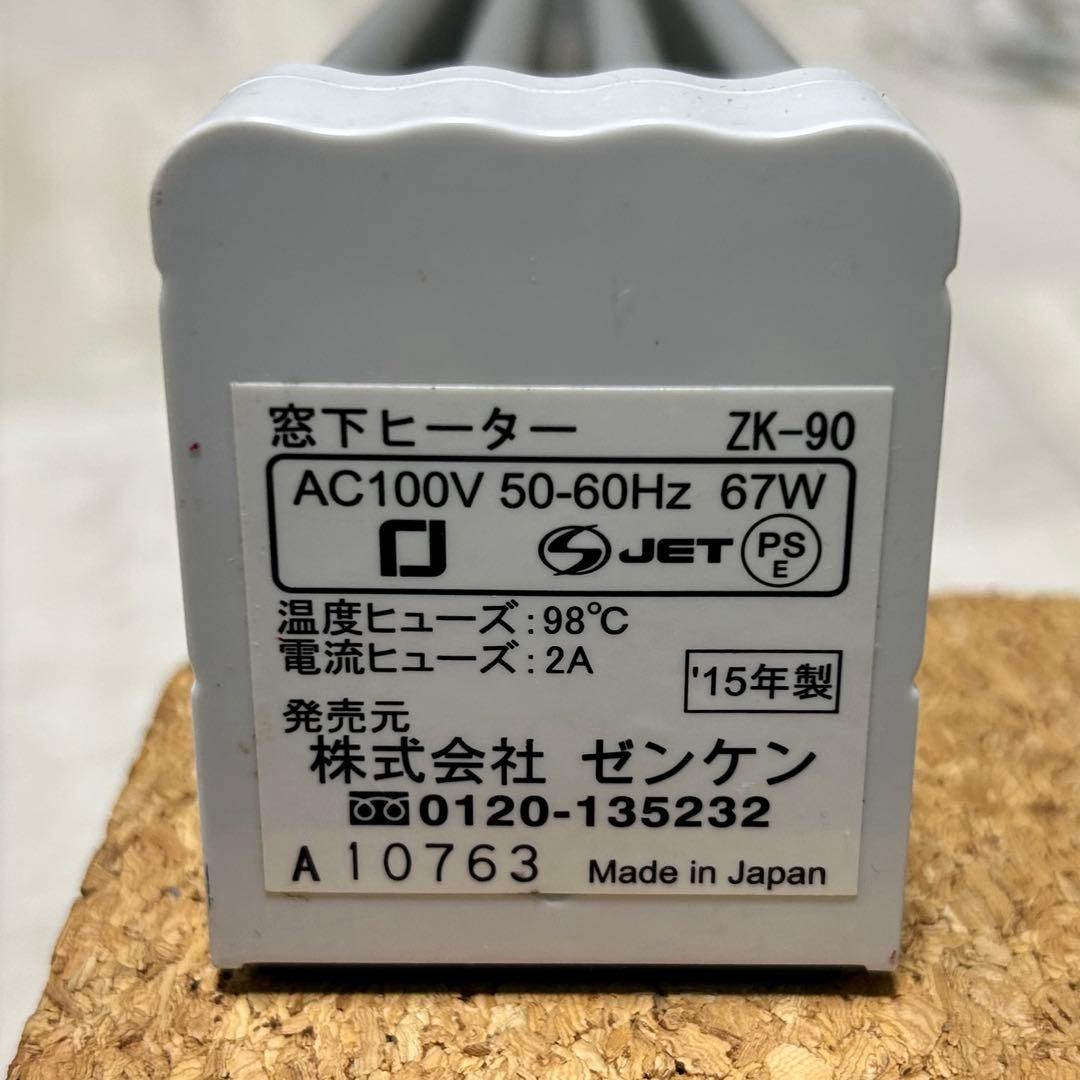 窓下ヒーター ZK-90
AC100V 50-60Hz 67W
JET PSE
温度ヒューズ:98℃
電流ヒューズ:2A
'15年製
発売元
株式会社 ゼンケン
0120-135232
A 10763 Made in Japan